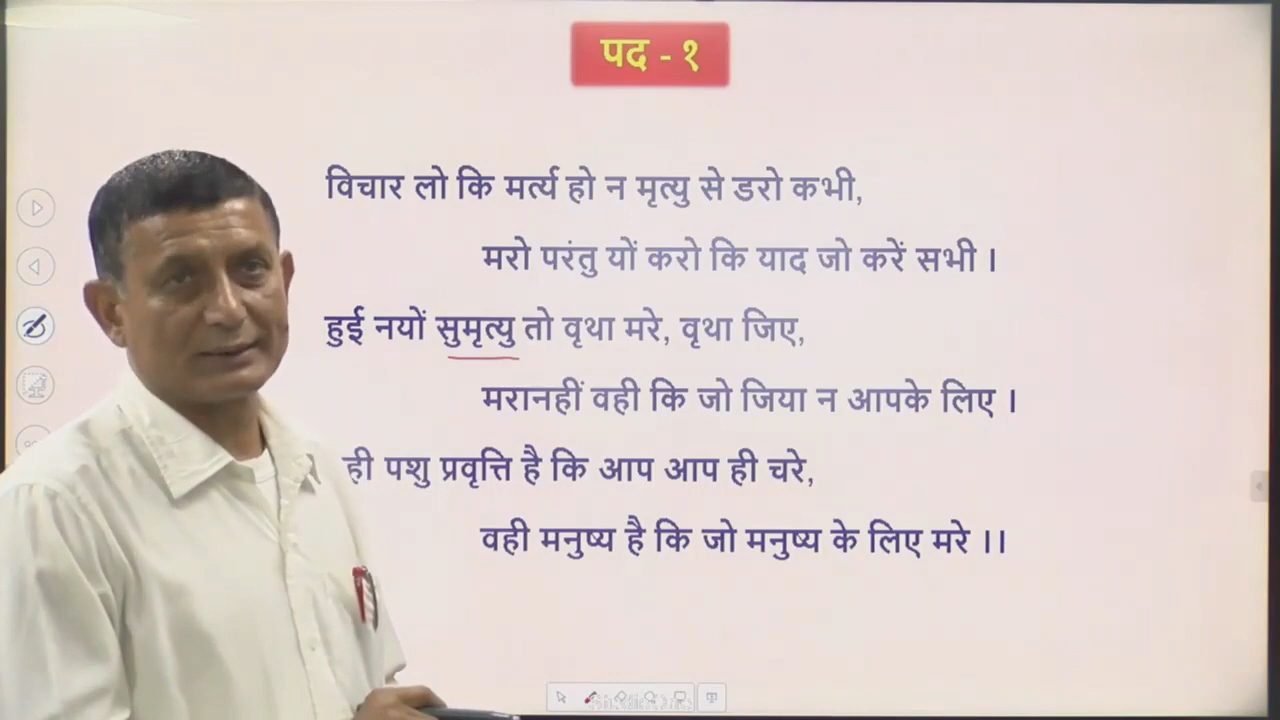 पद - १
विचार लो कि मर्त्य हो न मृत्यु से डरो कभी,
मरो परंतु यों करो कि याद जो करें सभी ।
हुई नयों सुमृत्यु तो वृथा मरे, वृथा जिए,
मरानहीं वही कि जो जिया न आपके लिए ।
ही पशु प्रवृत्ति है कि आप आप ही चरे,
वही मनुष्य है कि जो मनुष्य के लिए मरे ।।